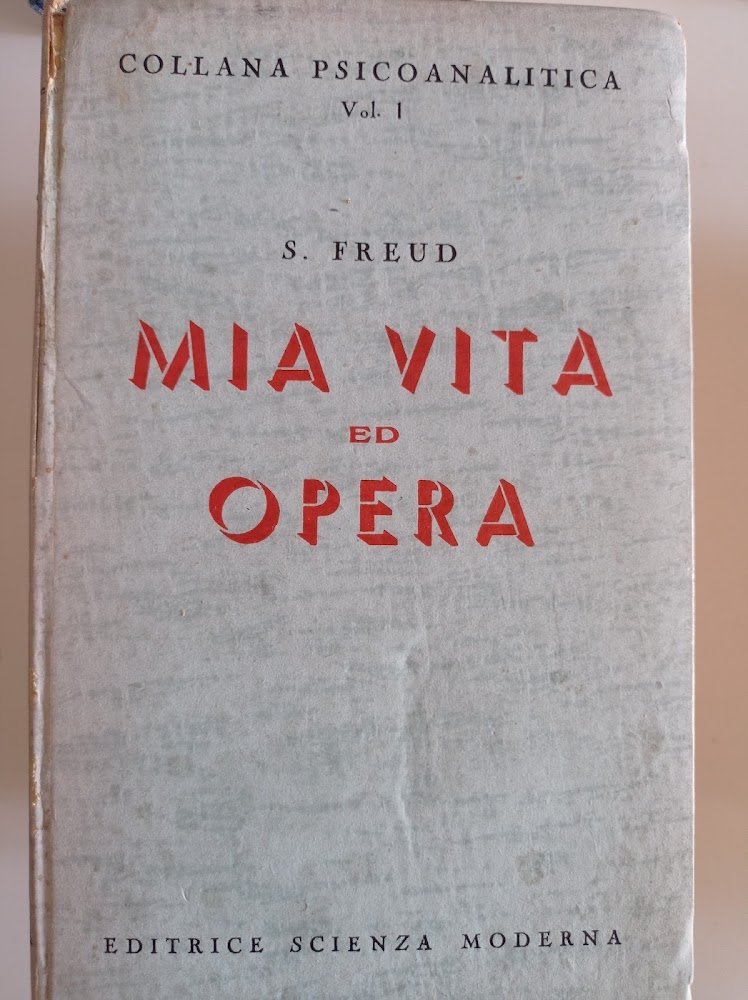 COLLANA PSICOANALITICA
Vol. I
S. FREUD
MIA VITA
ED
OPERA
EDITRICE SCIENZA MODERNA